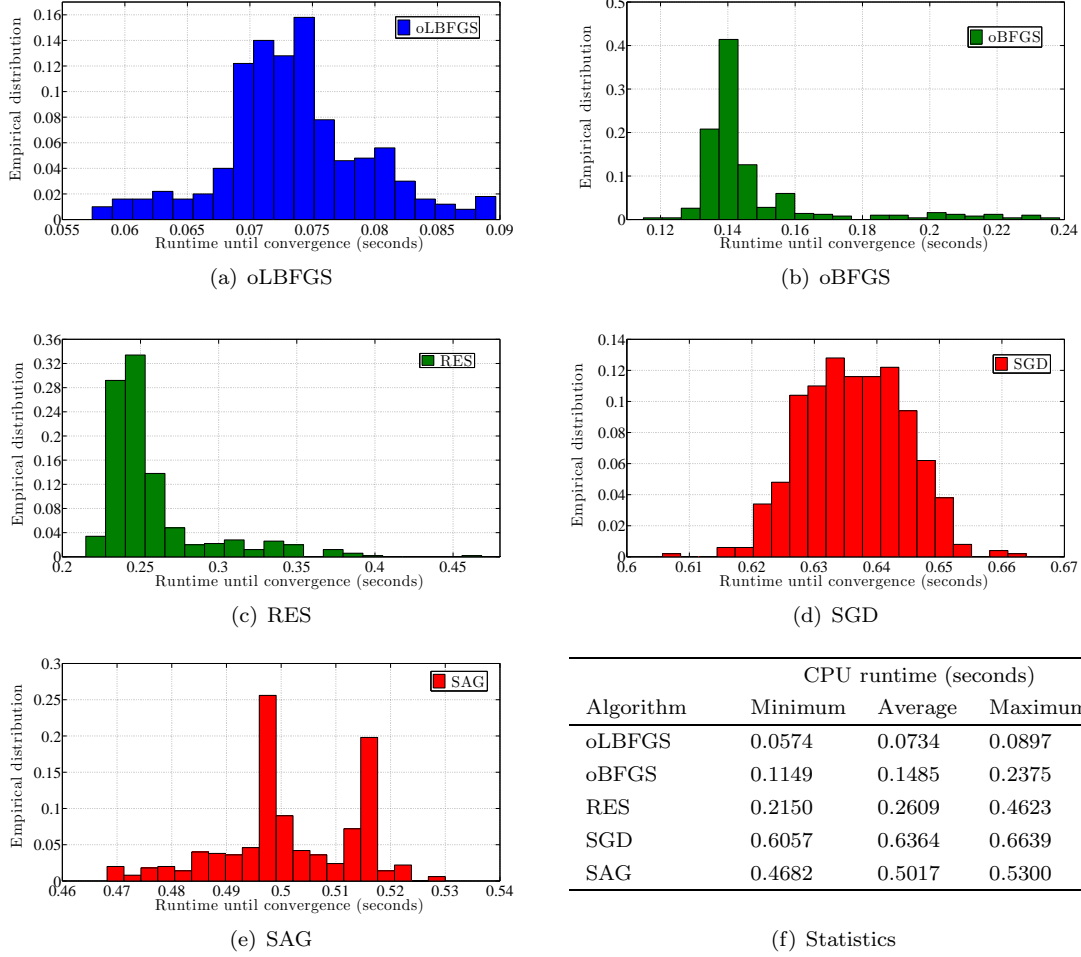 0.16
0.14
0.12
0.10
0.08
0.06
0.04
0.02
0
Empirical distribution
oLBFGS
0.055 0.06 0.065 0.07 0.075 0.08 0.085 0.09
Runtime until convergence (seconds)
(a) oLBFGS
0.5
0.4
0.3
0.2
0.1
0
Empirical distribution
oBFGS
0.12 0.14 0.16 0.18 0.2 0.22 0.24
Runtime until convergence (seconds)
(b) oBFGS
0.36
0.32
0.28
0.24
0.2
0.16
0.12
0.08
0.04
0
Empirical distribution
RES
0.2 0.25 0.3 0.35 0.4 0.45
Runtime until convergence (seconds)
(c) RES
0.14
0.12
0.10
0.08
0.06
0.04
0.02
0
Empirical distribution
SGD
0.6 0.61 0.62 0.63 0.64 0.65 0.66 0.67
Runtime until convergence (seconds)
(d) SGD
0.3
0.25
0.2
0.15
0.1
0.05
0
Empirical distribution
SAG
0.46 0.47 0.48 0.49 0.5 0.51 0.52 0.53 0.54
Runtime until convergence (seconds)
(e) SAG
CPU runtime (seconds)
Algorithm Minimum Average Maximum
oLBFGS 0.0574 0.0734 0.0897
oBFGS 0.1149 0.1485 0.2375
RES 0.2150 0.2609 0.4623
SGD 0.6057 0.6364 0.6639
SAG 0.4682 0.5017 0.5300
(f) Statistics